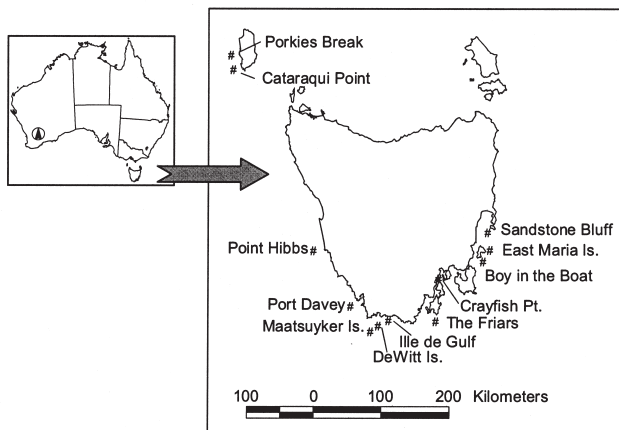 Porkies Break
#
#
Cataraqui Point
Sandstone Bluff
#
Point Hibbs #
# East Maria Is.
#
Boy in the Boat
#
Crayfish Pt.
Port Davey #
# The Friars
Maatsuyker Is. # # #
Ille de Gulf
DeWitt Is.
100 0 100 200 Kilometers